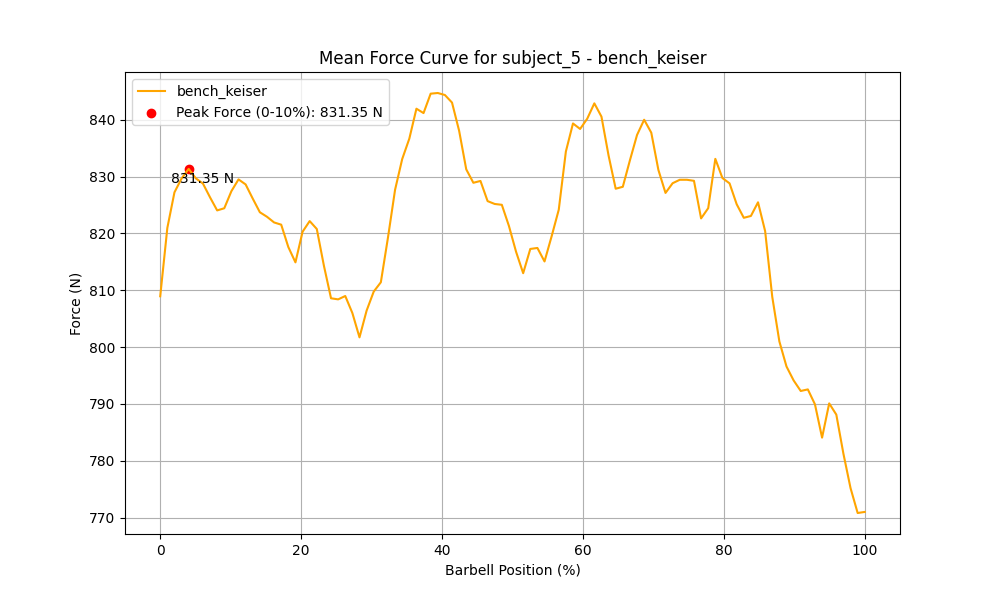 Mean Force Curve for subject_5 - bench_keiser
bench_keiser
Peak Force (0-10%): 831.35 N
831.35 N
Force (N)
840
830
820
810
800
790
780
770
0 20 40 60 80 100
Barbell Position (%)